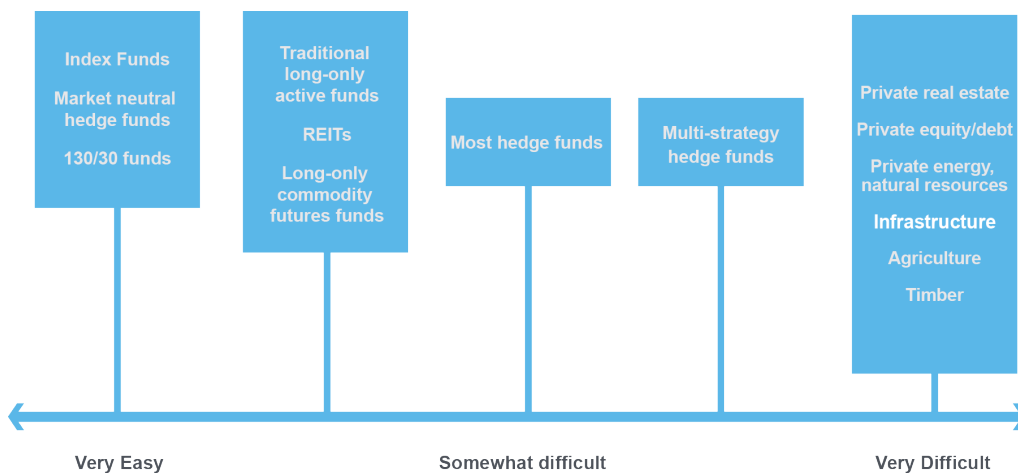 Index Funds
Market neutral
hedge funds
130/30 funds
Traditional
long-only
active funds
REITs
Long-only
commodity
futures funds
Most hedge funds
Multi-strategy
hedge funds
Private real estate
Private equity/debt
Private energy,
natural resources
Infrastructure
Agriculture
Timber
Very Easy
Somewhat difficult
Very Difficult